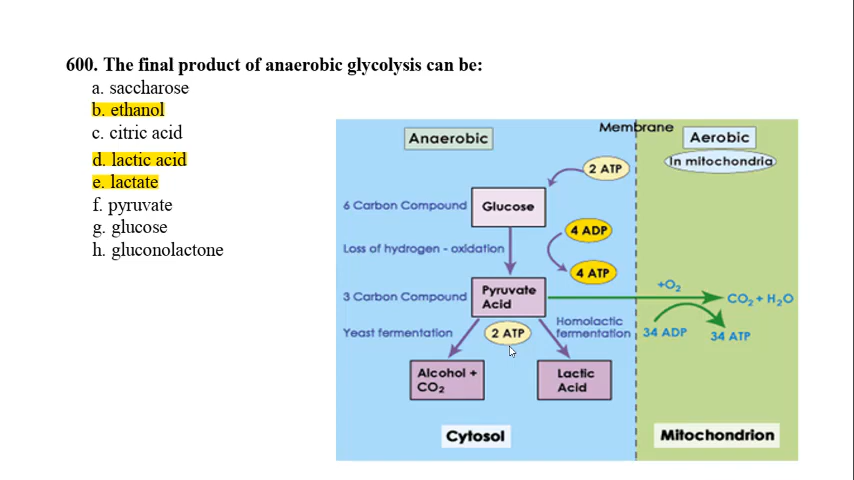 600. The final product of anaerobic glycolysis can be:
a. saccharose
b. ethanol
c. citric acid
d. lactic acid
e. lactate
f. pyruvate
g. glucose
h. gluconolactone
Membrane
Anaerobic
Aerobic
In mitochondria
2 ATP
6 Carbon Compound
Glucose
4 ADP
Loss of hydrogen - oxidation
4 ATP
+O₂
3 Carbon Compound
Pyruvate
Acid
CO₂ + H₂O
Yeast fermentation
2 ATP
Homolactic
fermentation
34 ADP
34 ATP
Alcohol +
CO₂
Lactic
Acid
Cytosol
Mitochondrion